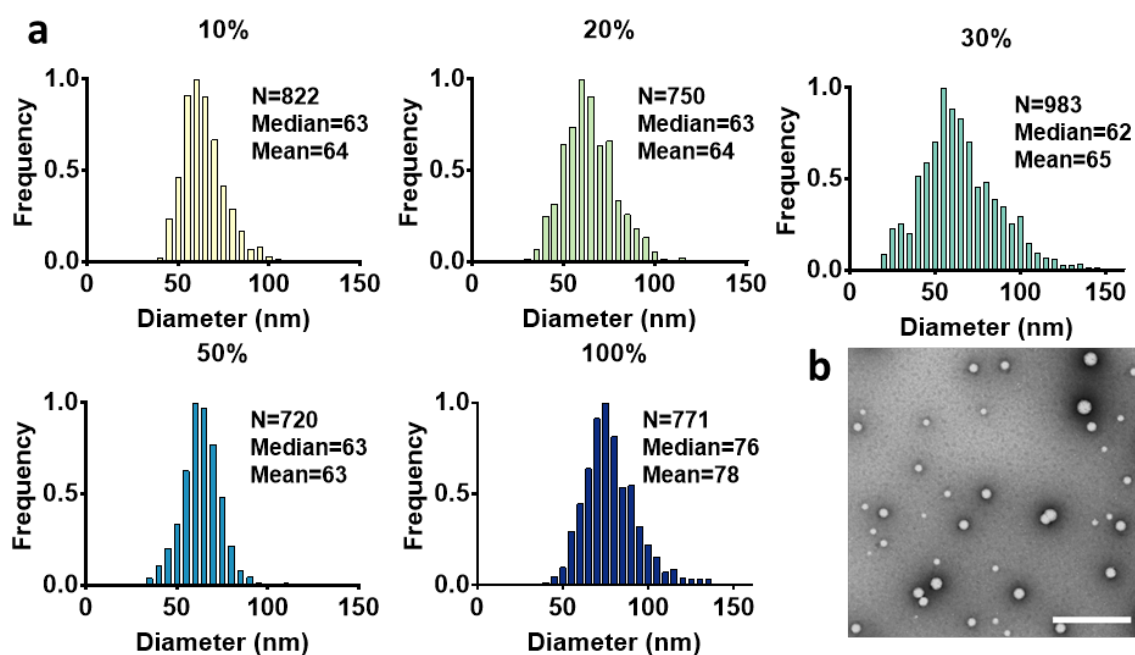 a
10%
1.0
0.5
0.0
0
50
100
150
Frequency
Diameter (nm)
N=822
Median=63
Mean=64
20%
1.0
0.5
0.0
0
50
100
150
Frequency
Diameter (nm)
N=750
Median=63
Mean=64
30%
1.0
0.5
0.0
0
50
100
150
Frequency
Diameter (nm)
N=983
Median=62
Mean=65
50%
1.0
0.5
0.0
0
50
100
150
Frequency
Diameter (nm)
N=720
Median=63
Mean=63
100%
1.0
0.5
0.0
0
50
100
150
Frequency
Diameter (nm)
N=771
Median=76
Mean=78
b